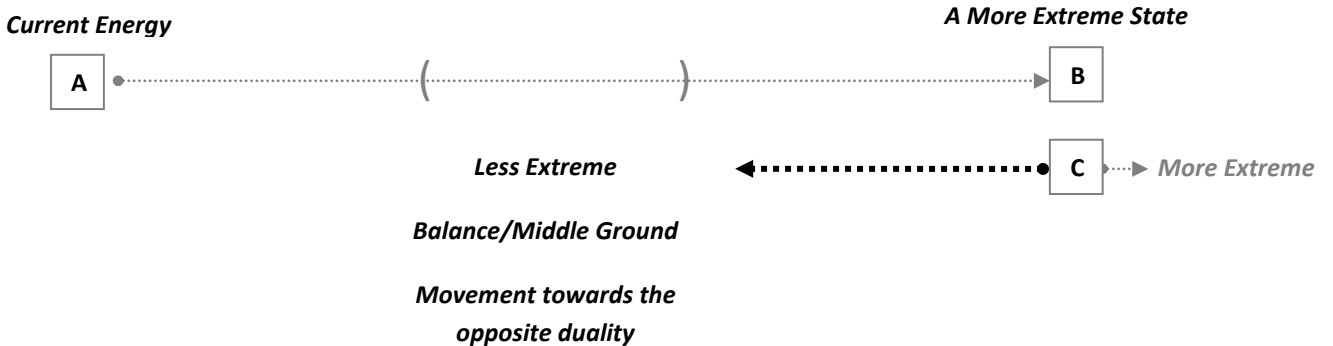 Current Energy
A More Extreme State
A
(
)
B
Less Extreme
C
More Extreme
Balance/Middle Ground
Movement towards the
opposite duality